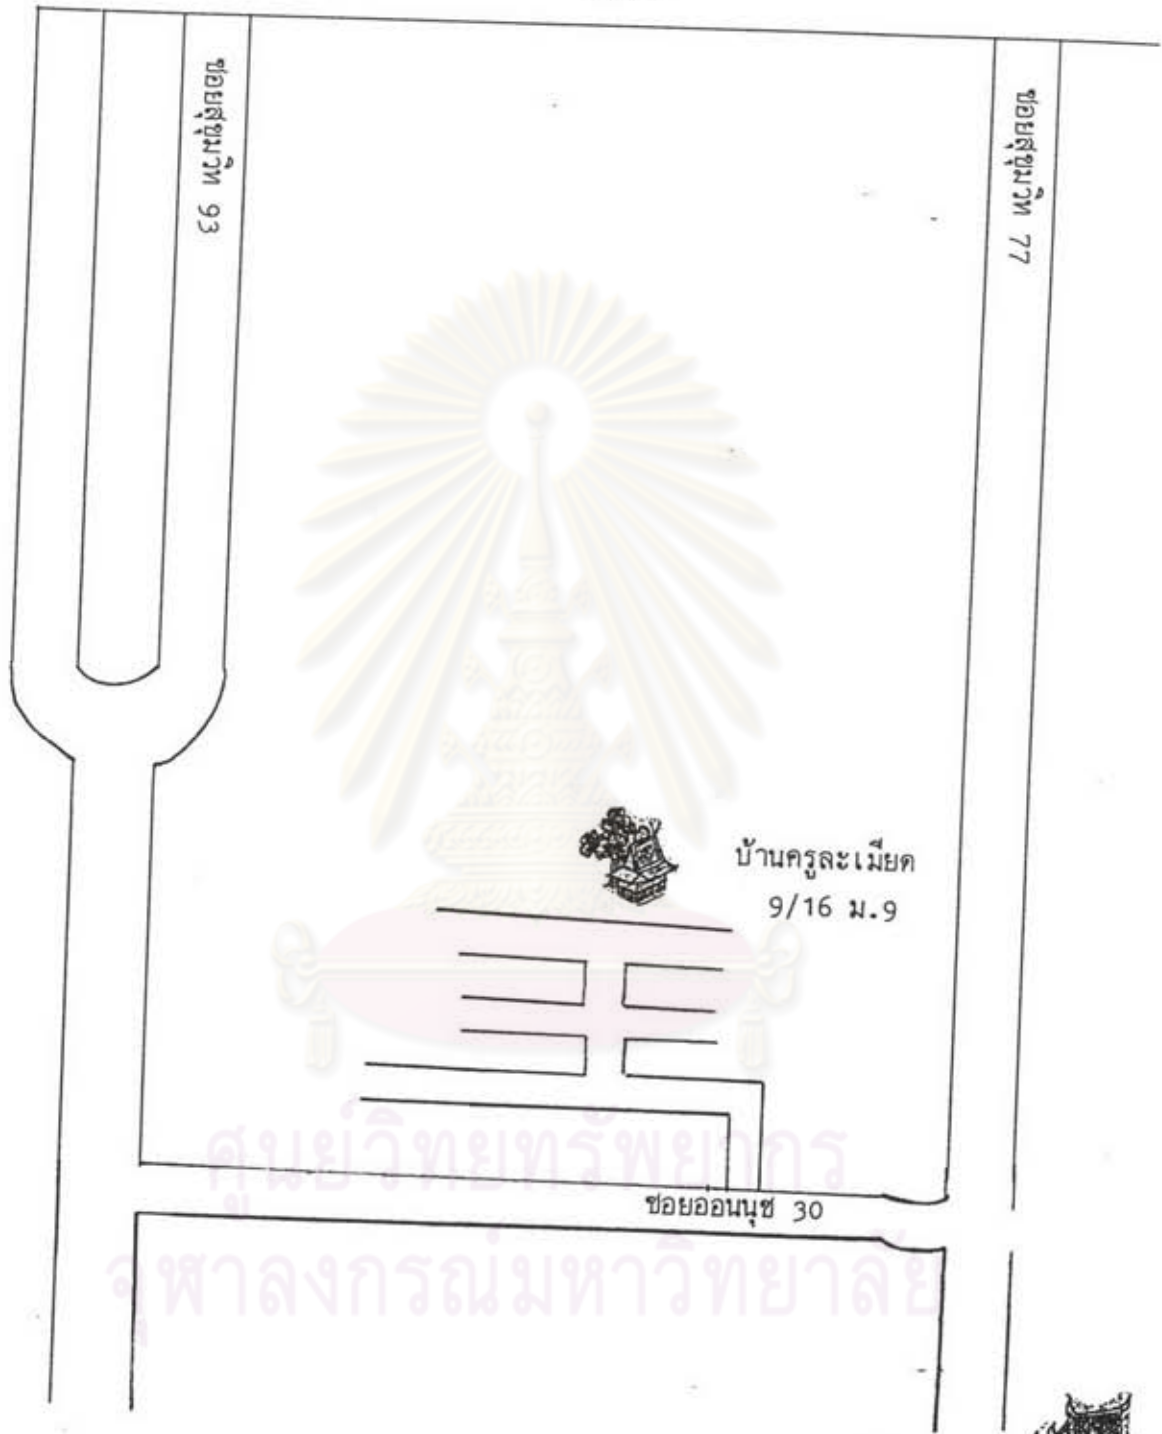 ซอยสุขุมวิท 93
ซอยสุขุมวิท 77
บ้านครูละเมียด
9/16 ม.9
ซอยออนนุช 30
ศูนย์วิทยทรัพยากร
จุฬาลงกรณ์มหาวิทยาลัย